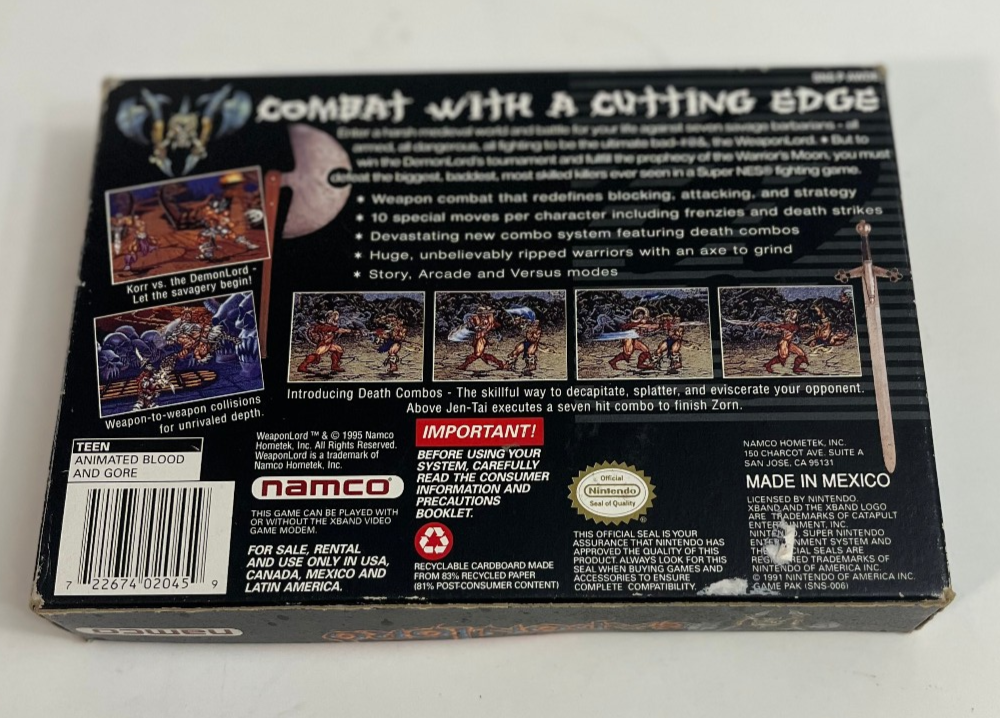 COMBAT WITH A CUTTING EDGE
Enter a harsh medieval world and battle for your life against seven savage barbarians - all
armed, all dangerous, all fighting to be the ultimate bad-#&&, the WeaponLord. • But to
win the DemonLord's tournament and fulfill the prophecy of the Warrior's Moon, you must
defeat the biggest, baddest, most skilled killers ever seen in a Super NES® fighting game.
* Weapon combat that redefines blocking, attacking, and strategy
* 10 special moves per character including frenzies and death strikes
* Devastating new combo system featuring death combos
* Huge, unbelievably ripped warriors with an axe to grind
* Story, Arcade and Versus modes
Korr vs. the DemonLord -
Let the savagery begin!
Weapon-to-weapon collisions
for unrivaled depth.
Introducing Death Combos - The skillful way to decapitate, splatter, and eviscerate your opponent.
Above Jen-Tai executes a seven hit combo to finish Zorn.
TEEN
ANIMATED BLOOD
AND GORE
7 22674 02045 9
WeaponLord ™ & © 1995 Namco
Hometek, Inc. All Rights Reserved.
WeaponLord is a trademark of
Namco Hometek, Inc.
namco®
THIS GAME CAN BE PLAYED WITH
OR WITHOUT THE XBAND VIDEO
GAME MODEM.
FOR SALE, RENTAL
AND USE ONLY IN USA,
CANADA, MEXICO AND
LATIN AMERICA.
IMPORTANT!
BEFORE USING YOUR
SYSTEM, CAREFULLY
READ THE CONSUMER
INFORMATION AND
PRECAUTIONS
BOOKLET.
RECYCLABLE CARDBOARD MADE
FROM 83% RECYCLED PAPER
(81% POST-CONSUMER CONTENT)
Official
Nintendo
Seal of Quality
®
THIS OFFICIAL SEAL IS YOUR
ASSURANCE THAT NINTENDO HAS
APPROVED THE QUALITY OF THIS
PRODUCT. ALWAYS LOOK FOR THIS
SEAL WHEN BUYING GAMES AND
ACCESSORIES TO ENSURE
COMPLETE COMPATIBILITY.
NAMCO HOMETEK, INC.
150 CHARCOT AVE. SUITE A
SAN JOSE, CA 95131
MADE IN MEXICO
LICENSED BY NINTENDO.
XBAND AND THE XBAND LOGO
ARE TRADEMARKS OF CATAPULT
INC.
SUPER NINTENDO
SYSTEM AND
SEALS ARE
TRADEMARKS OF
NINTENDO OF AMERICA INC.
© 1991 NINTENDO OF AMERICA INC.
GAME PAK (SNS-006)
namco